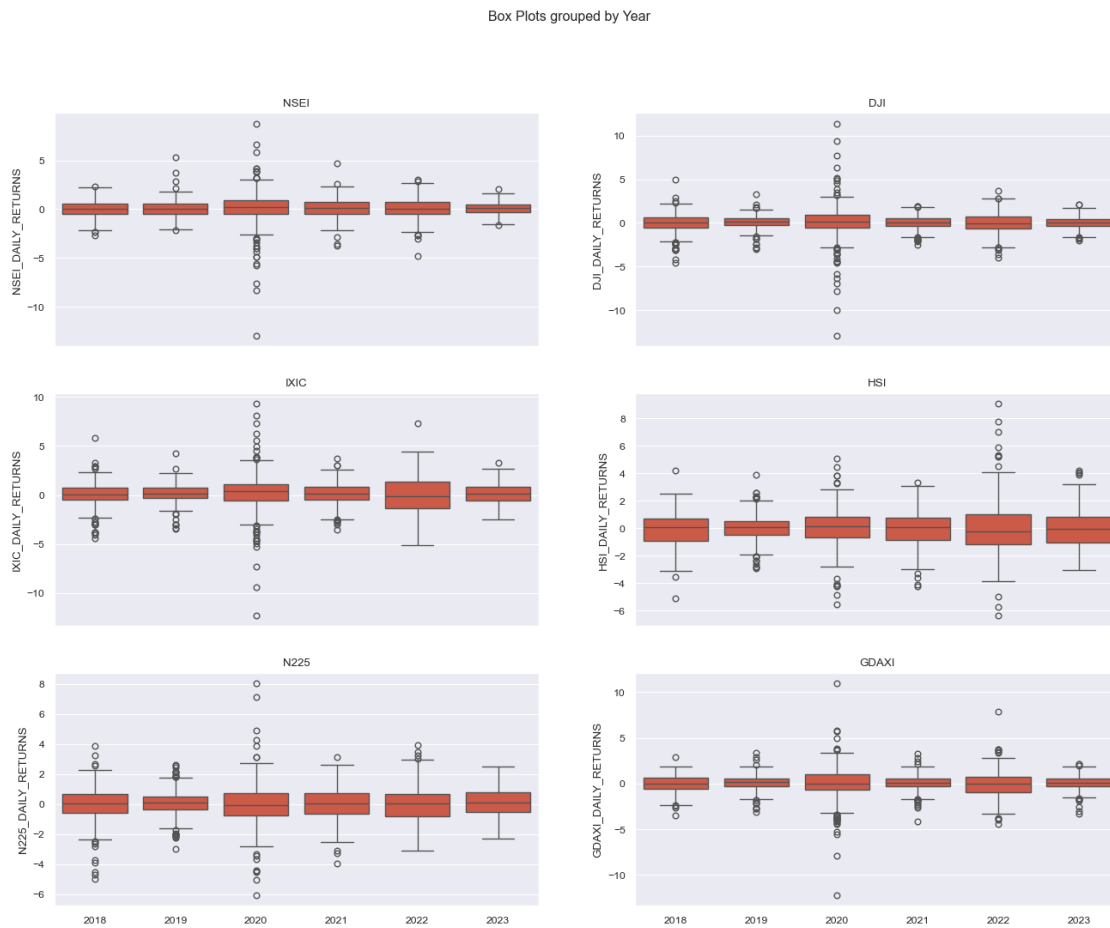 Box Plots grouped by Year
NSEI
NSEI_DAILY_RETURNS
5
0
−5
−10
DJI
DJI_DAILY_RETURNS
10
5
0
−5
−10
IXIC
IXIC_DAILY_RETURNS
10
5
0
−5
−10
HSI
HSI_DAILY_RETURNS
8
6
4
2
0
−2
−4
−6
N225
N225_DAILY_RETURNS
8
6
4
2
0
−2
−4
−6
2018 2019 2020 2021 2022 2023
GDAXI
GDAXI_DAILY_RETURNS
10
5
0
−5
−10
2018 2019 2020 2021 2022 2023